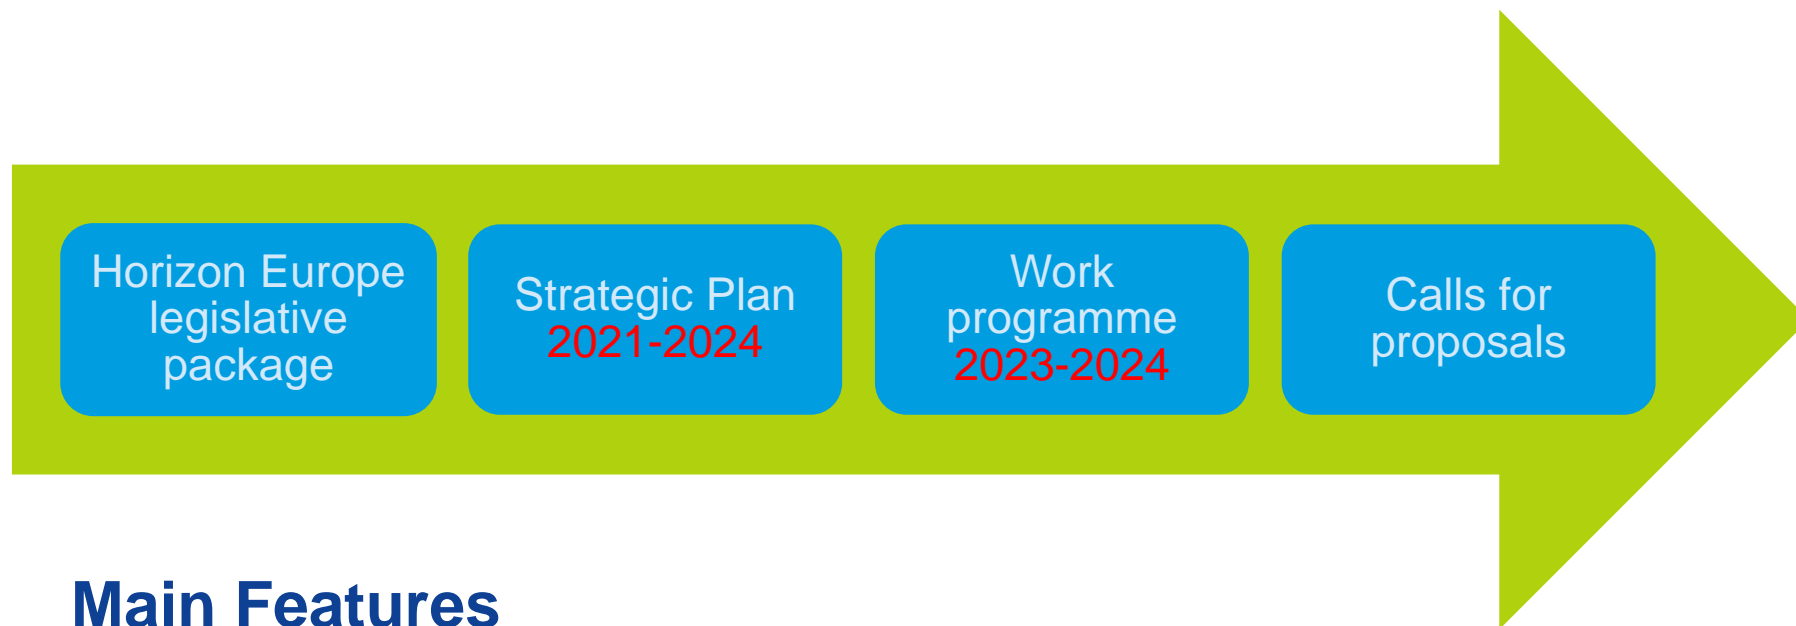 Horizon Europe
legislative
package
Strategic Plan
2021-2024
Work
programme
2023-2024
Calls for
proposals
Main Features